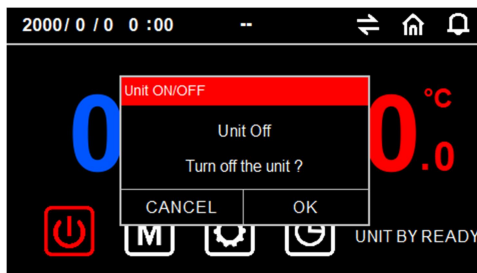 2000/ 0 / 0 0 :00 --
Unit ON/OFF
0 0.0 °C
Unit Off
Turn off the unit ?
CANCEL OK
M
UNIT BY READY